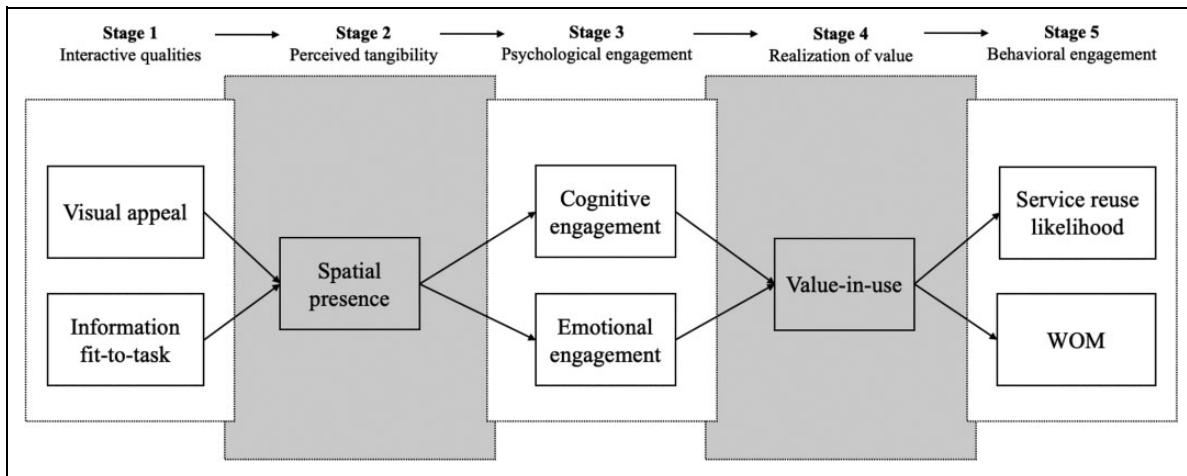 Stage 1
Interactive qualities
Stage 2
Perceived tangibility
Stage 3
Psychological engagement
Stage 4
Realization of value
Stage 5
Behavioral engagement
Visual appeal
Information
fit-to-task
Spatial
presence
Cognitive
engagement
Emotional
engagement
Value-in-use
Service reuse
likelihood
WOM